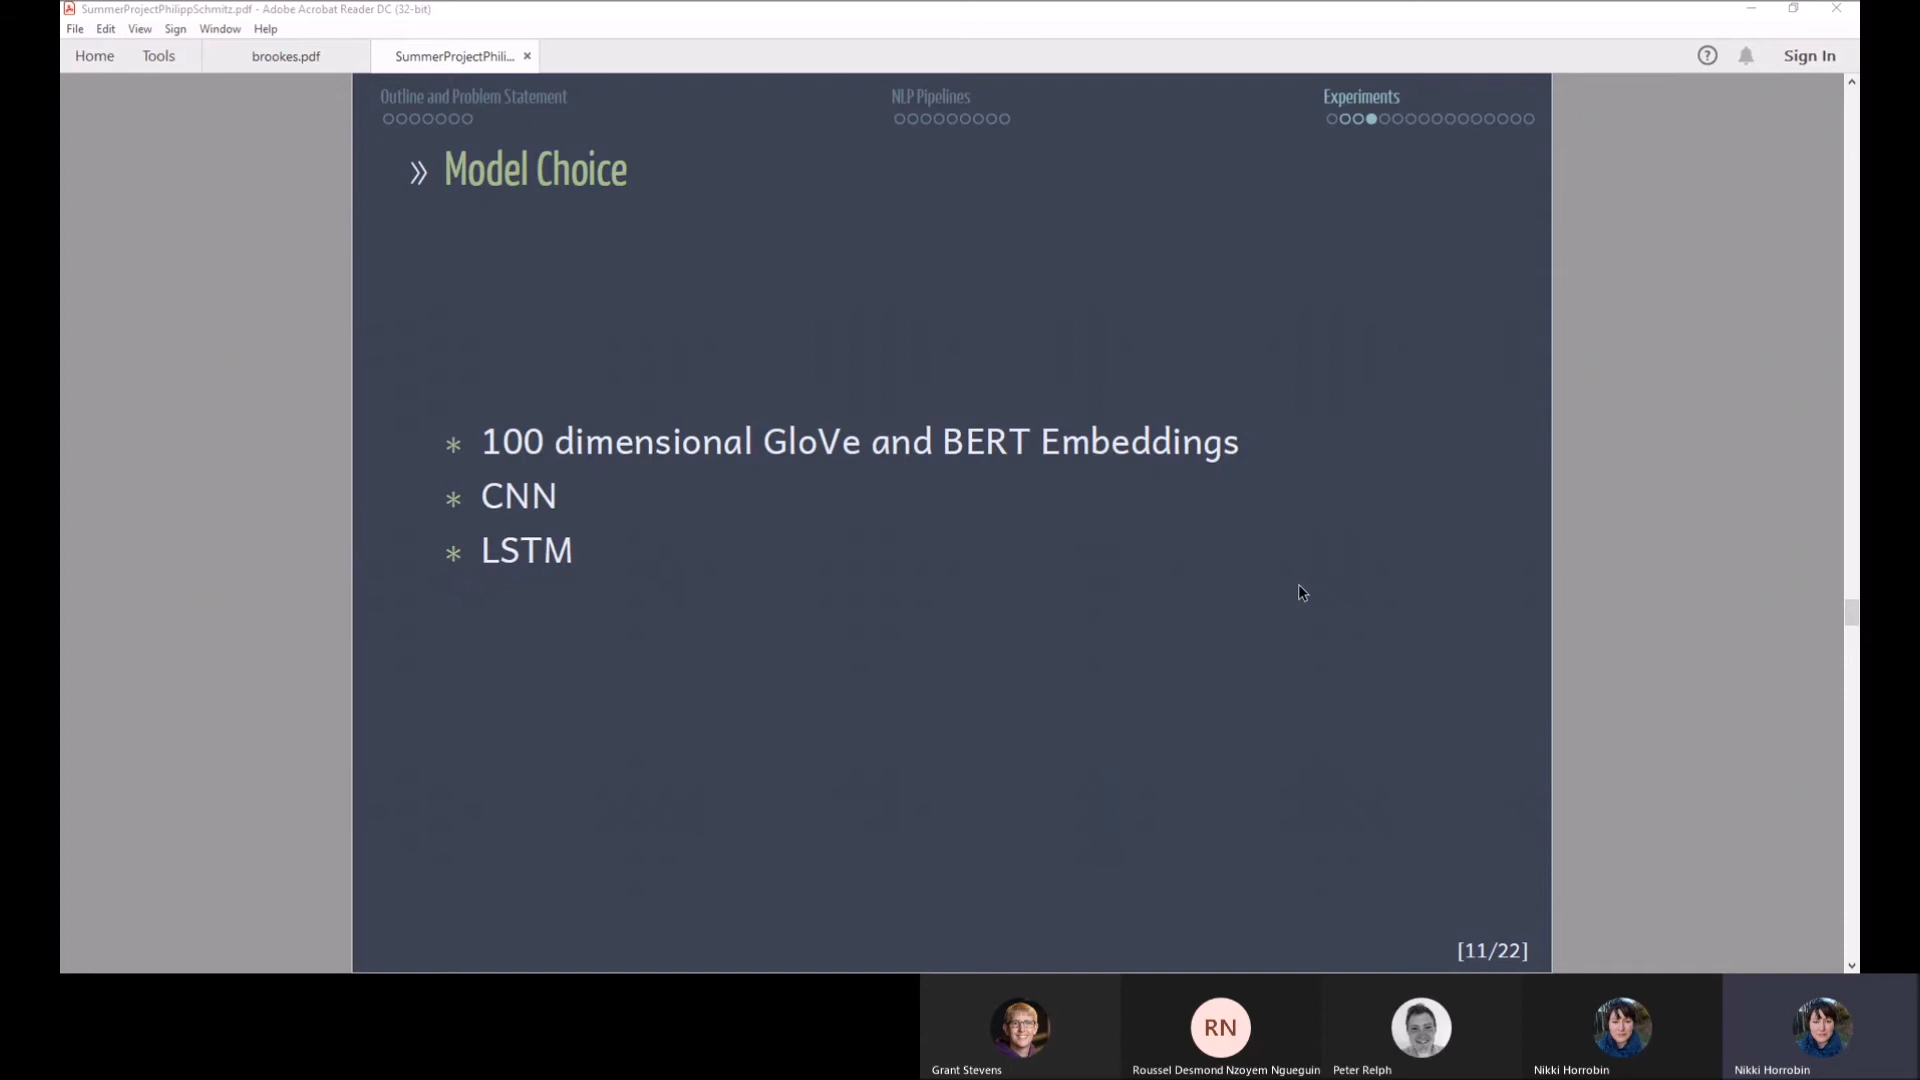 SummerProjectPhilippSchmitz.pdf - Adobe Acrobat Reader DC (32-bit)
File Edit View Sign Window Help
Home Tools brookes.pdf SummerProjectPhili... × Sign In
Outline and Problem Statement NLP Pipelines Experiments
» Model Choice
* 100 dimensional GloVe and BERT Embeddings
* CNN
* LSTM
[11/22]
RN
Grant Stevens Roussel Desmond Nzoyem Ngueguin Peter Relph Nikki Horrobin Nikki Horrobin